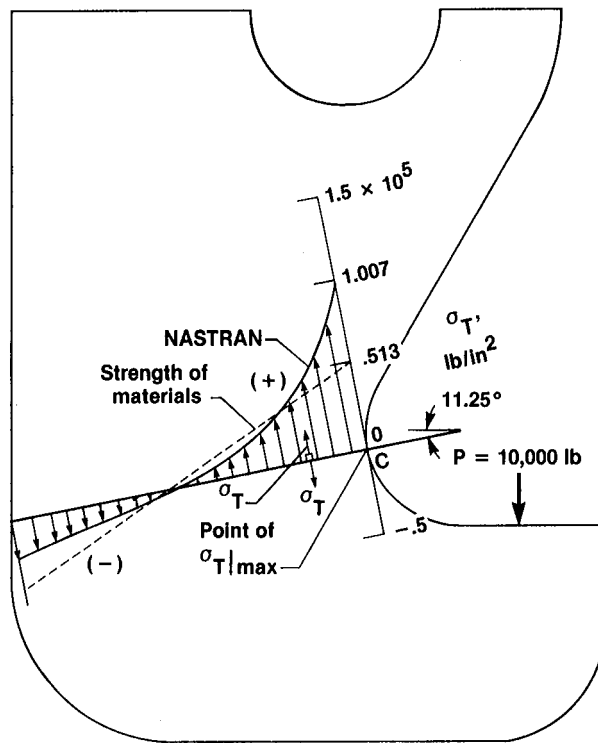 1.5 × 10⁵
1.007
σT,
lb/in²
NASTRAN
.513
Strength of
materials
(+)
11.25°
0
C
P = 10,000 lb
σT
σT
Point of
σT|max
−.5
(−)